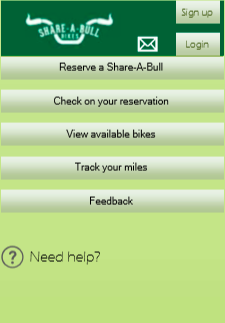 Sign up
SHARE-A-BULL
BIKES
Login
Reserve a Share-A-Bull
Check on your reservation
View available bikes
Track your miles
Feedback
? Need help?